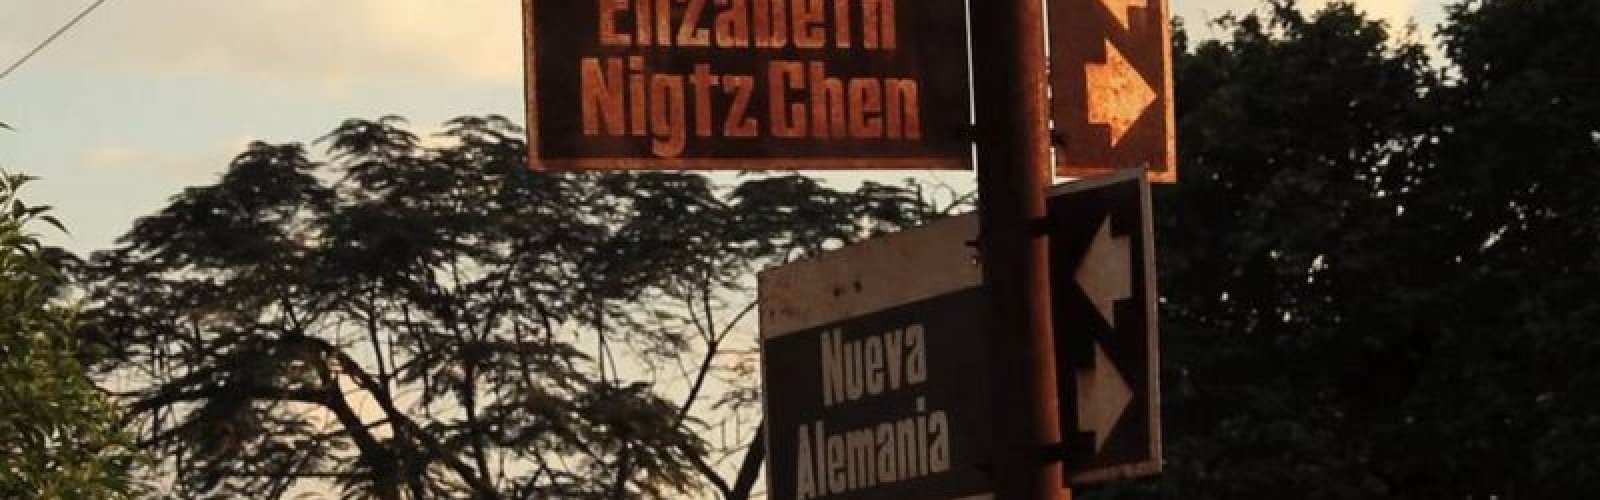 Elizabeth
Nigtz Chen
Nueva
Alemania